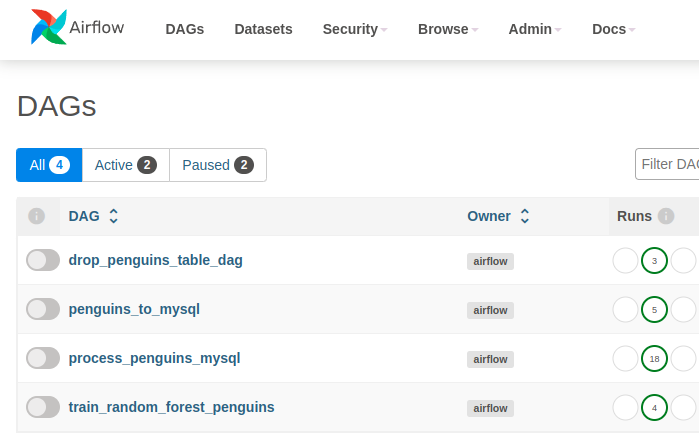 Airflow DAGs Datasets Security Browse Admin Docs
DAGs
All 4 Active 2 Paused 2 Filter DAG
i DAG Owner Runs i
drop_penguins_table_dag airflow 3
penguins_to_mysql airflow 5
process_penguins_mysql airflow 18
train_random_forest_penguins airflow 4